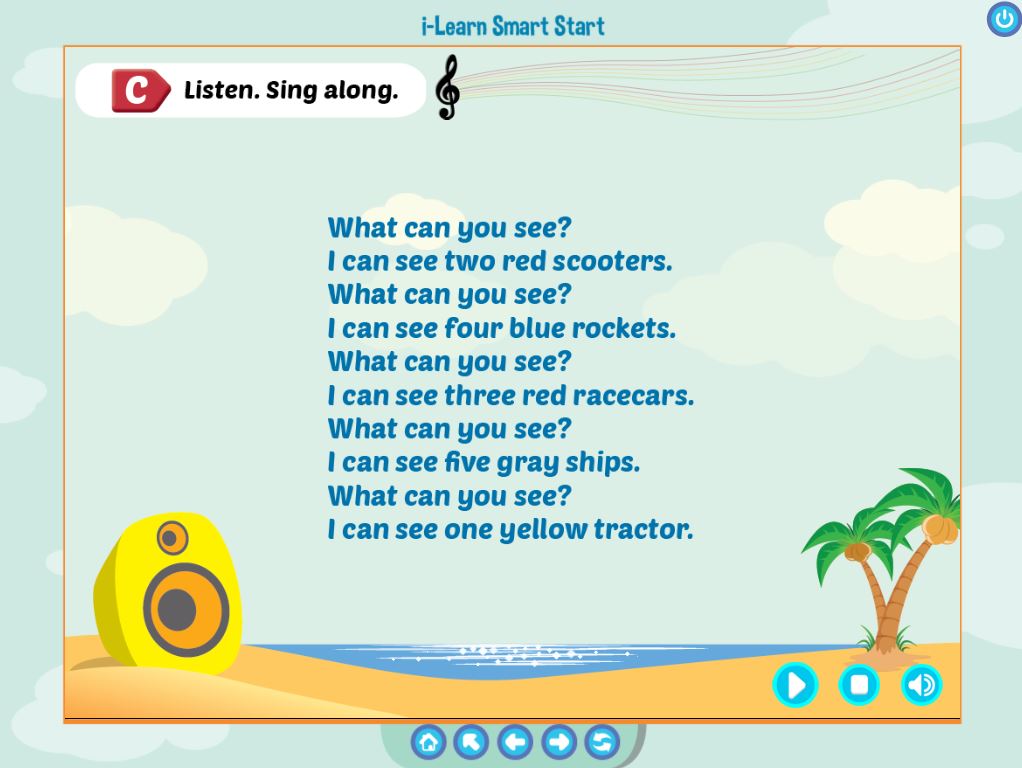 i-Learn Smart Start
C Listen. Sing along.
What can you see?
I can see two red scooters.
What can you see?
I can see four blue rockets.
What can you see?
I can see three red racecars.
What can you see?
I can see five gray ships.
What can you see?
I can see one yellow tractor.